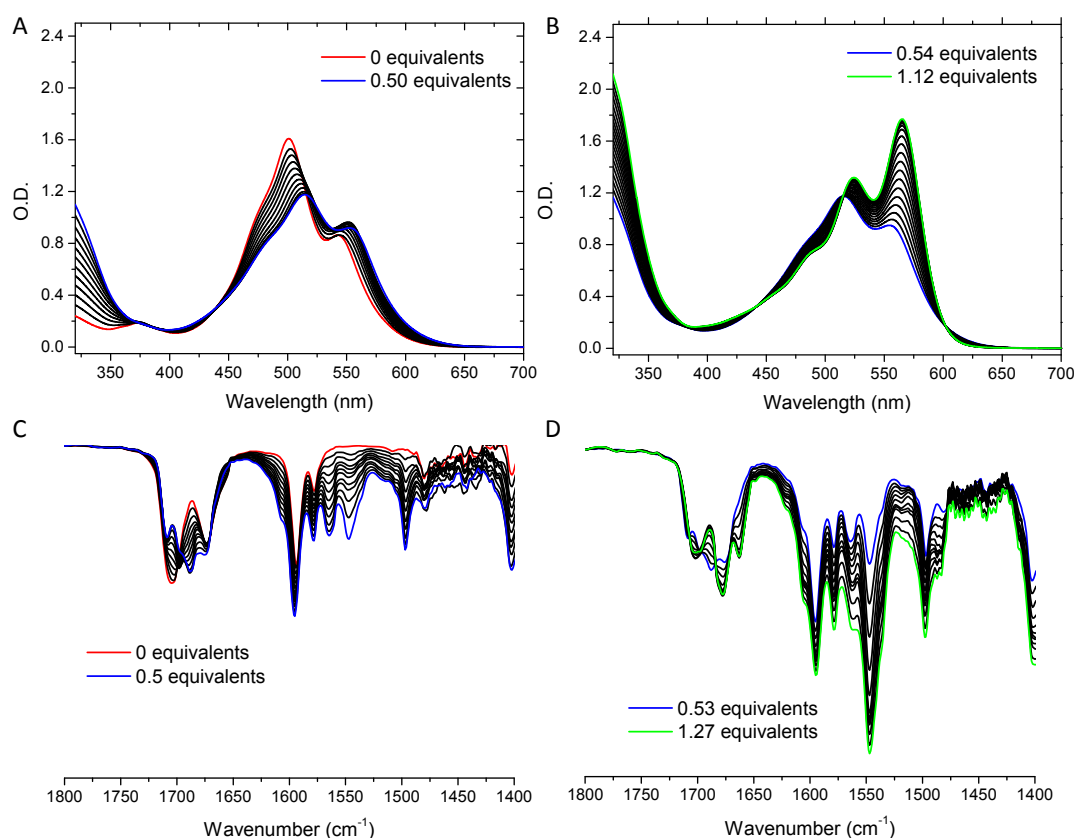 A
0 equivalents
0.50 equivalents
O.D.
2.4
2.0
1.6
1.2
0.8
0.4
0.0
350 400 450 500 550 600 650 700
Wavelength (nm)
B
0.54 equivalents
1.12 equivalents
O.D.
2.4
2.0
1.6
1.2
0.8
0.4
0.0
350 400 450 500 550 600 650 700
Wavelength (nm)
C
0 equivalents
0.5 equivalents
1800 1750 1700 1650 1600 1550 1500 1450 1400
Wavenumber (cm⁻¹)
D
0.53 equivalents
1.27 equivalents
1800 1750 1700 1650 1600 1550 1500 1450 1400
Wavenumber (cm⁻¹)